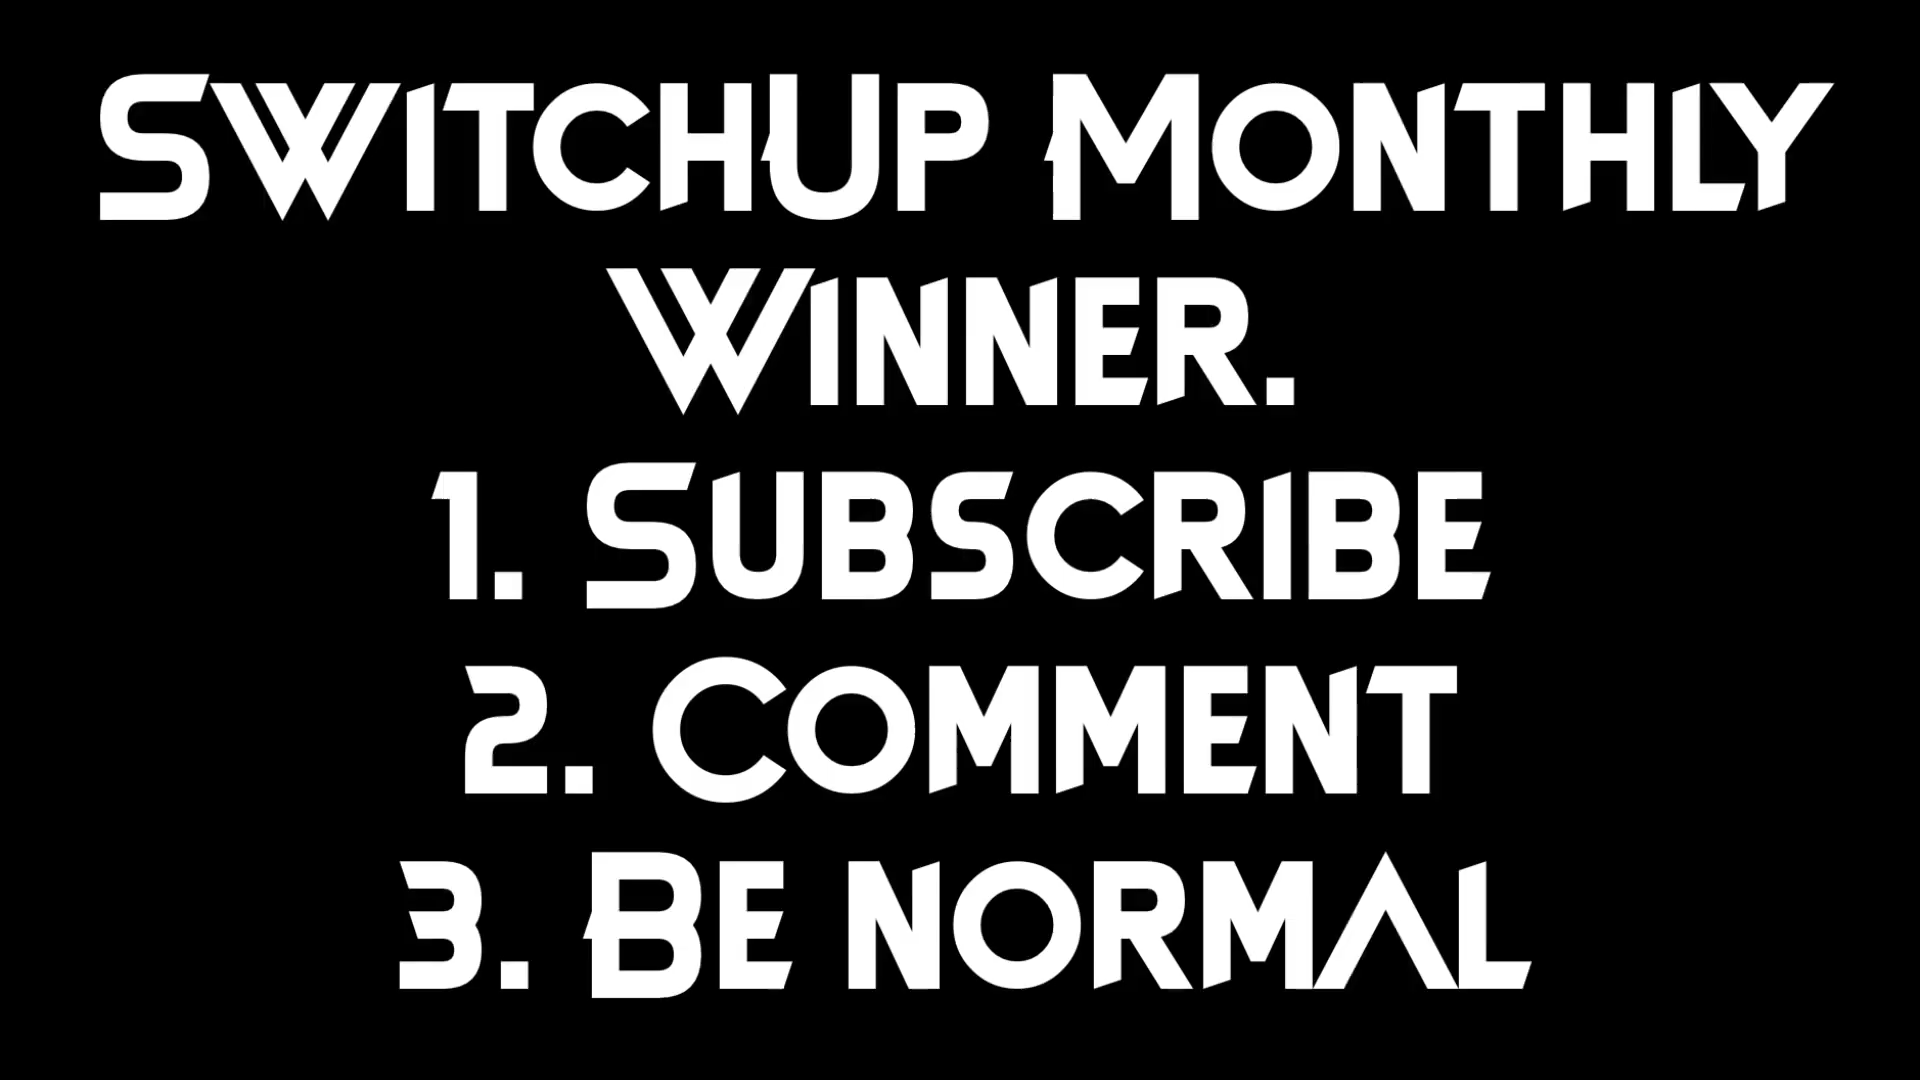 SwitchUp Monthly
Winner.
1. Subscribe
2. Comment
3. Be normal